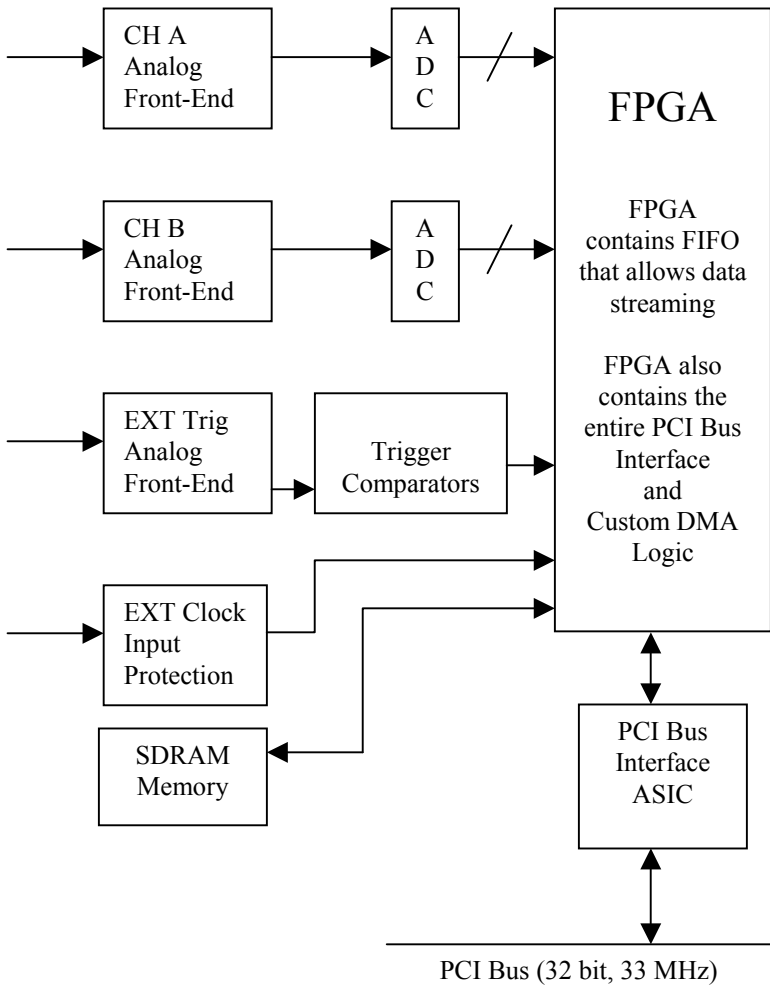 CH A
Analog
Front-End
A
D
C
FPGA
FPGA
contains FIFO
that allows data
streaming
FPGA also
contains the
entire PCI Bus
Interface
and
Custom DMA
Logic
CH B
Analog
Front-End
A
D
C
EXT Trig
Analog
Front-End
Trigger
Comparators
EXT Clock
Input
Protection
SDRAM
Memory
PCI Bus
Interface
ASIC
PCI Bus (32 bit, 33 MHz)